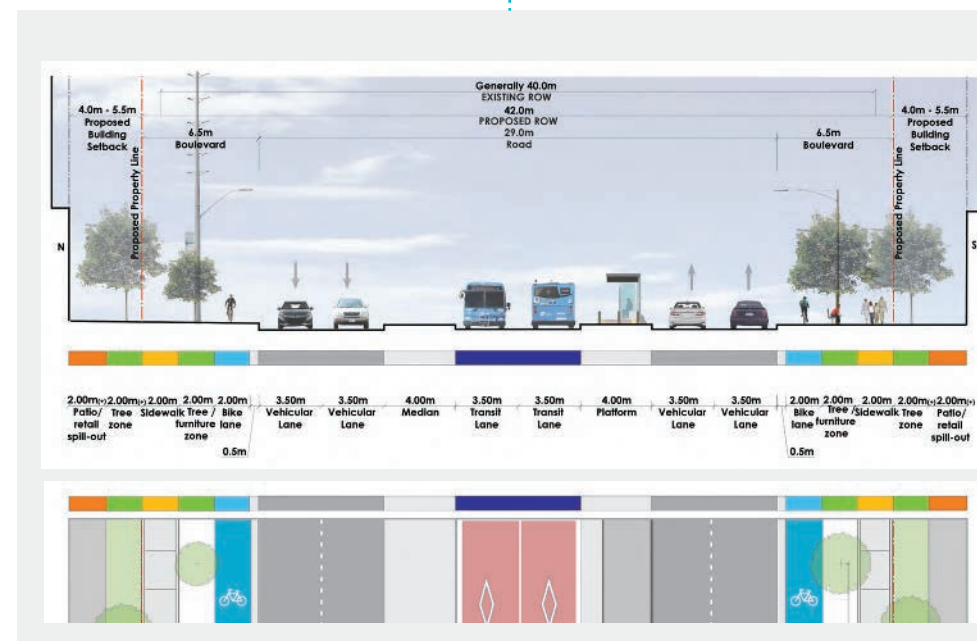 Generally 40.0m
EXISTING ROW
42.0m
PROPOSED ROW
29.0m
Road
4.0m - 5.5m
Proposed
Building
Setback
Proposed Property Line
6.5m
Boulevard
6.5m
Boulevard
Proposed Property Line
4.0m - 5.5m
Proposed
Building
Setback
N
S
2.00m(+) 2.00m(+) 2.00m 2.00m 2.00m 3.50m 3.50m 4.00m 3.50m 3.50m 4.00m 3.50m 3.50m 2.00m 2.00m 2.00m 2.00m(+) 2.00m(+)
Patio/
retail
spill-out
Tree
zone
Sidewalk
Tree /
furniture
zone
Bike
lane
0.5m
Vehicular
Lane
Vehicular
Lane
Median
Transit
Lane
Transit
Lane
Platform
Vehicular
Lane
Vehicular
Lane
0.5m
Bike
lane
Tree /
furniture
zone
Sidewalk
Tree
zone
Patio/
retail
spill-out